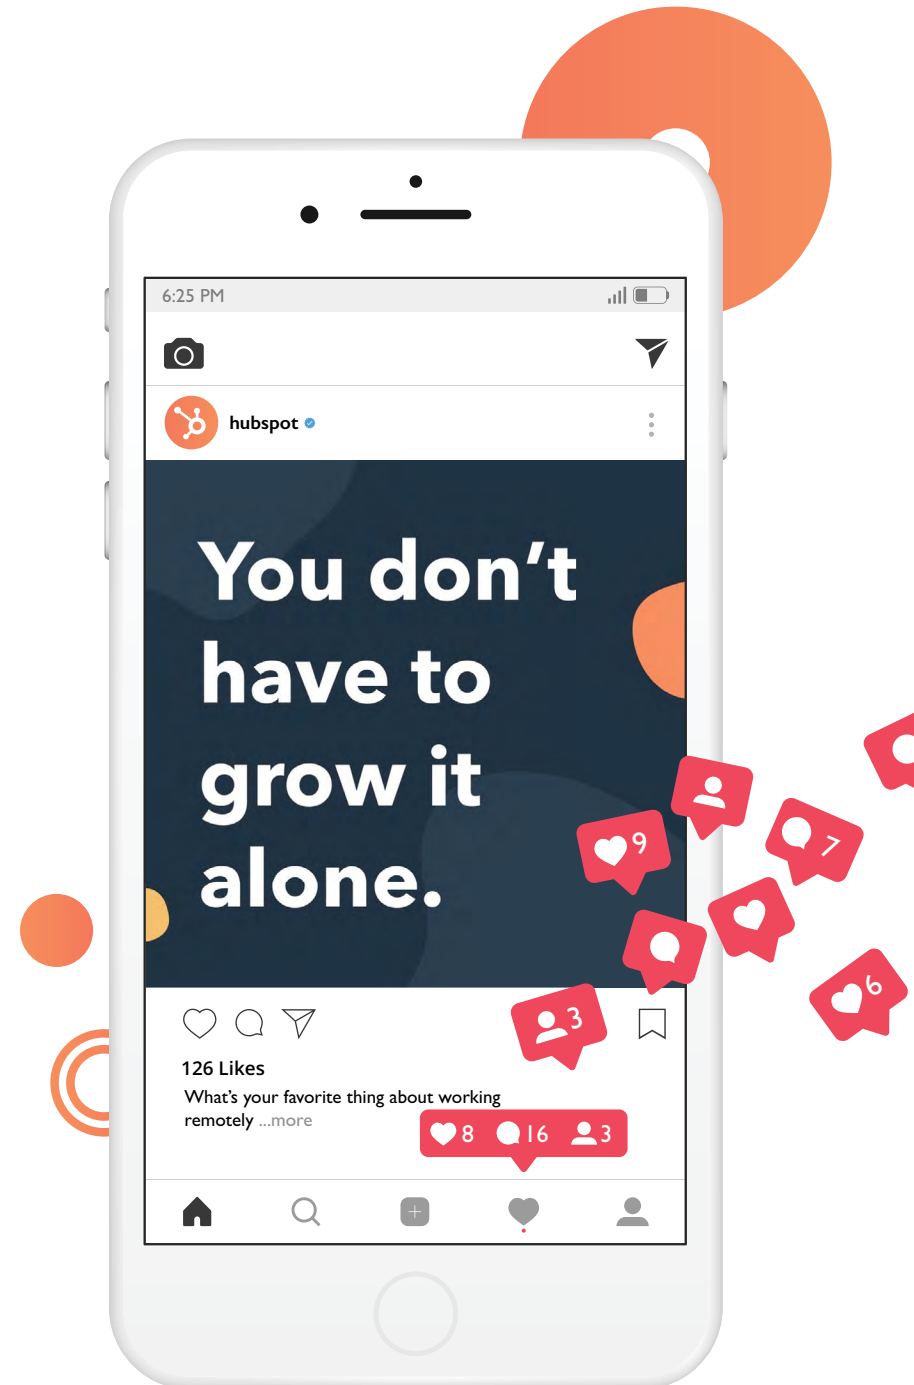 6:25 PM
hubspot
You don't
have to
grow it
alone.
9
7
6
3
126 Likes
What's your favorite thing about working
remotely ...more
8 16 3